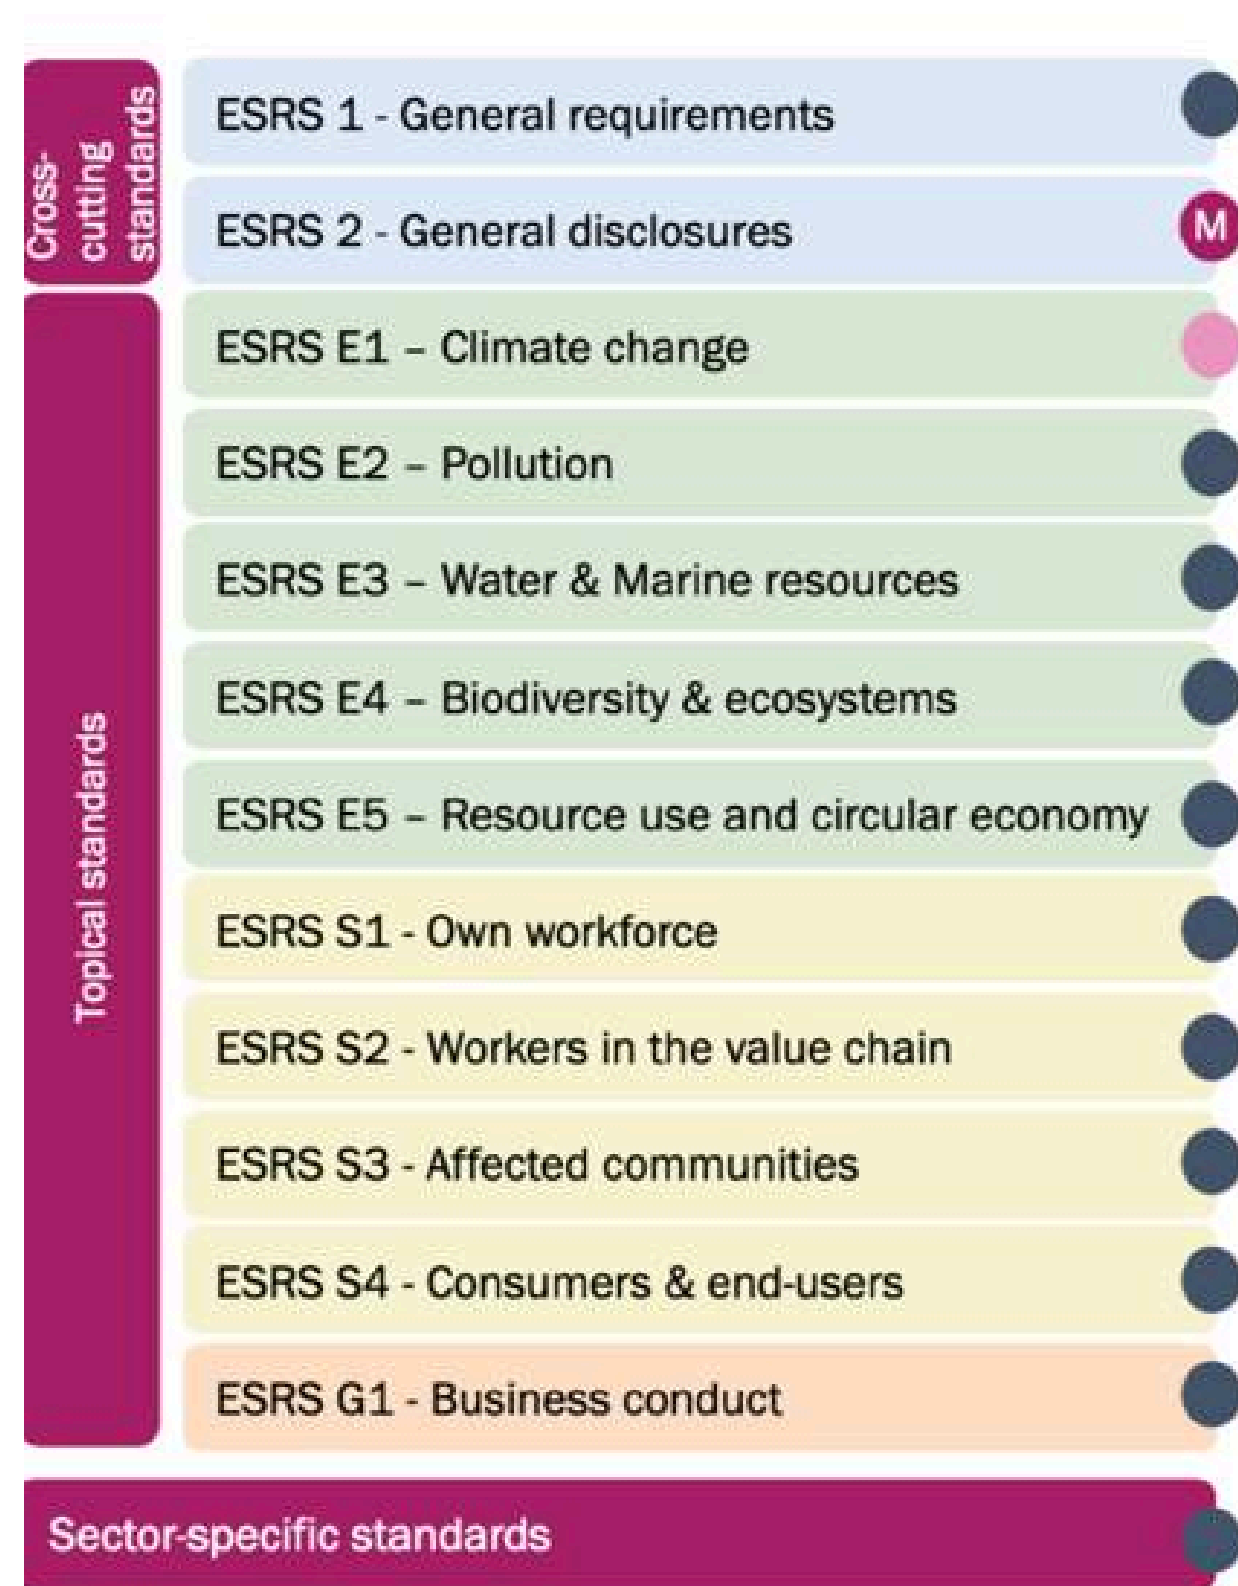 Cross-
cutting
standards
ESRS 1 - General requirements
ESRS 2 - General disclosures
M
Topical standards
ESRS E1 – Climate change
ESRS E2 – Pollution
ESRS E3 – Water & Marine resources
ESRS E4 – Biodiversity & ecosystems
ESRS E5 – Resource use and circular economy
ESRS S1 - Own workforce
ESRS S2 - Workers in the value chain
ESRS S3 - Affected communities
ESRS S4 - Consumers & end-users
ESRS G1 - Business conduct
Sector-specific standards